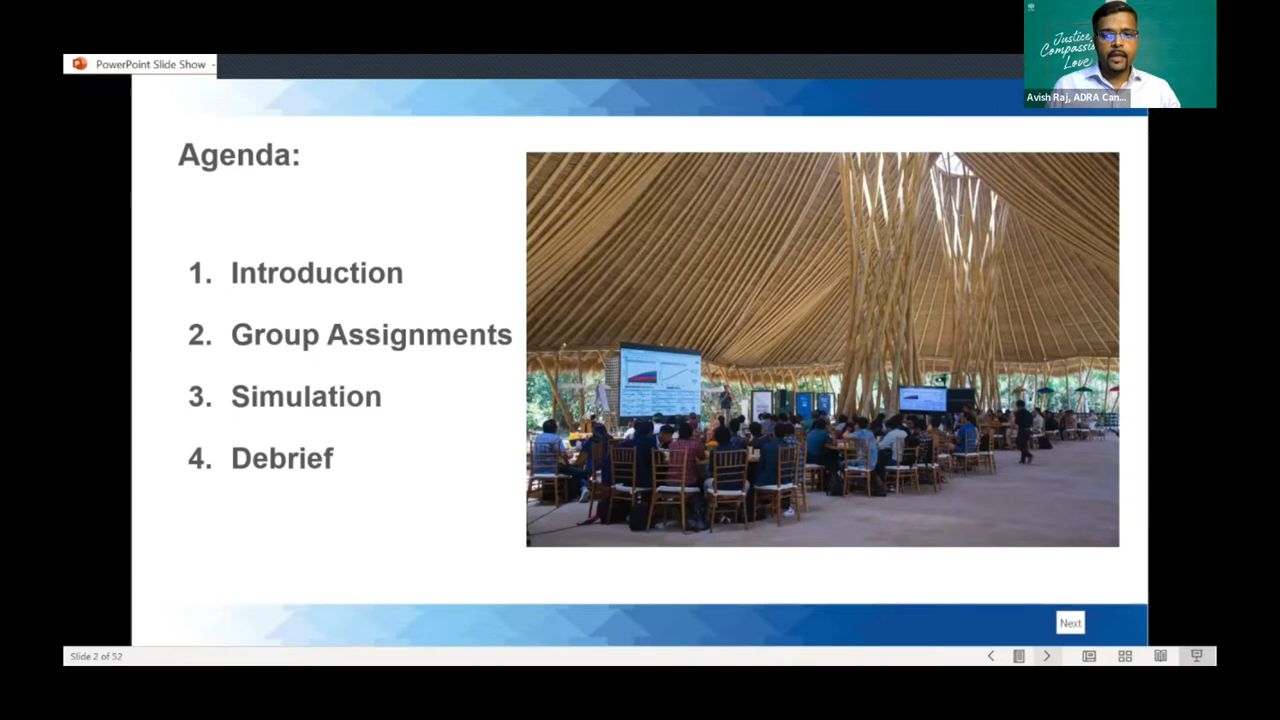 PowerPoint Slide Show -
Justice,
Compassion
Love
Avish Raj, ADRA Can...
Agenda:
1. Introduction
2. Group Assignments
3. Simulation
4. Debrief
Next
Slide 2 of 52